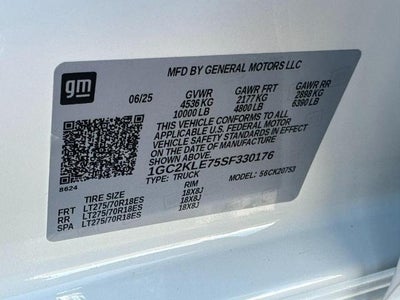 gm
MFD BY GENERAL MOTORS LLC
06/25 GVWR GAWR FRT GAWR RR
4536 KG 2177 KG 2898 KG
10000 LB 4800 LB 6390 LB
THIS VEHICLE CONFORMS TO ALL
APPLICABLE U.S. FEDERAL MOTOR
VEHICLE SAFETY STANDARDS IN EFFECT
ON THE DATE OF MANUFACTURE SHOWN ABOVE.
1GC2KLE75SF330176
TYPE: TRUCK 56CK20753
8624
TIRE SIZE RIM
FRT LT275/70R18ES 18X8J
RR LT275/70R18ES 18X8J
SPA LT275/70R18ES 18X8J